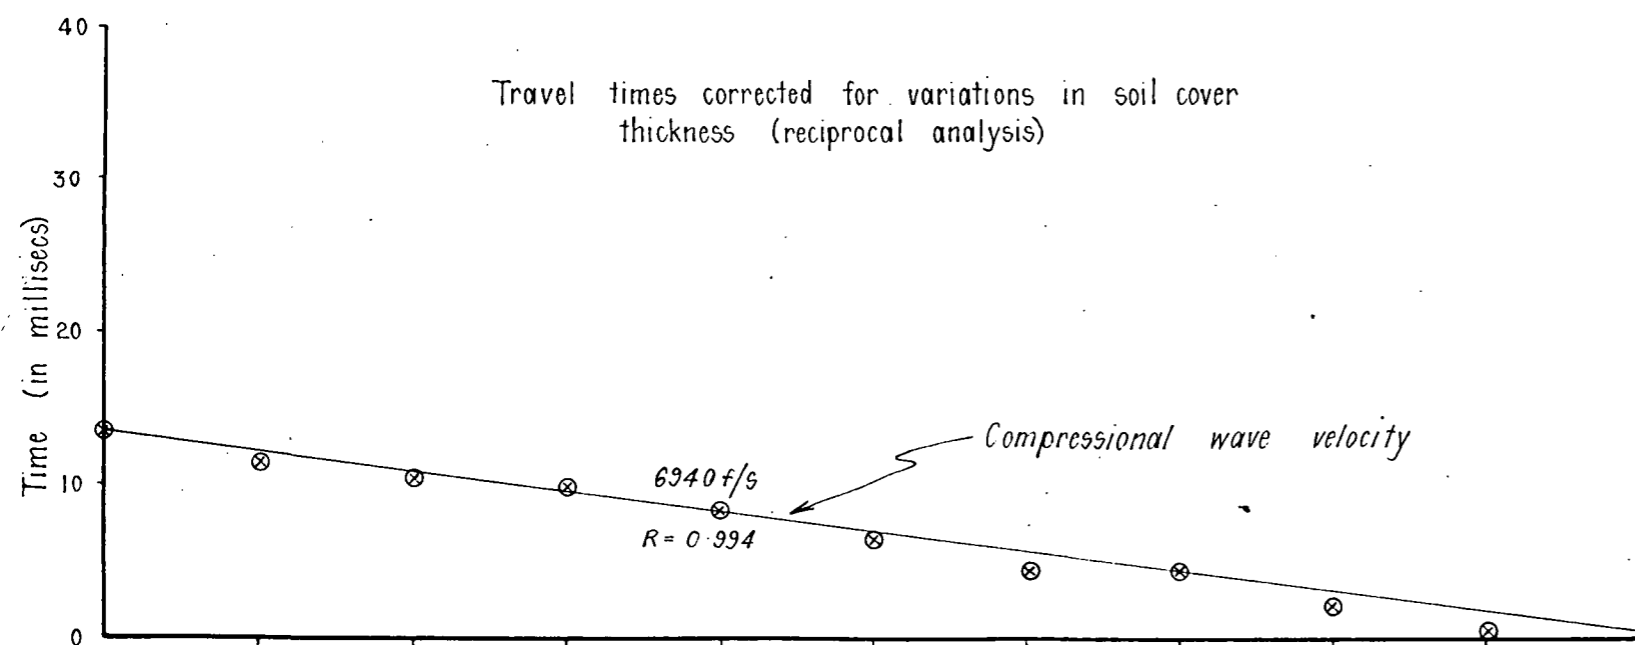 40
Travel times corrected for variations in soil cover
thickness (reciprocal analysis)
30
Time (in millisecs)
20
Compressional wave velocity
10
6940 f/s
R = 0.994
0